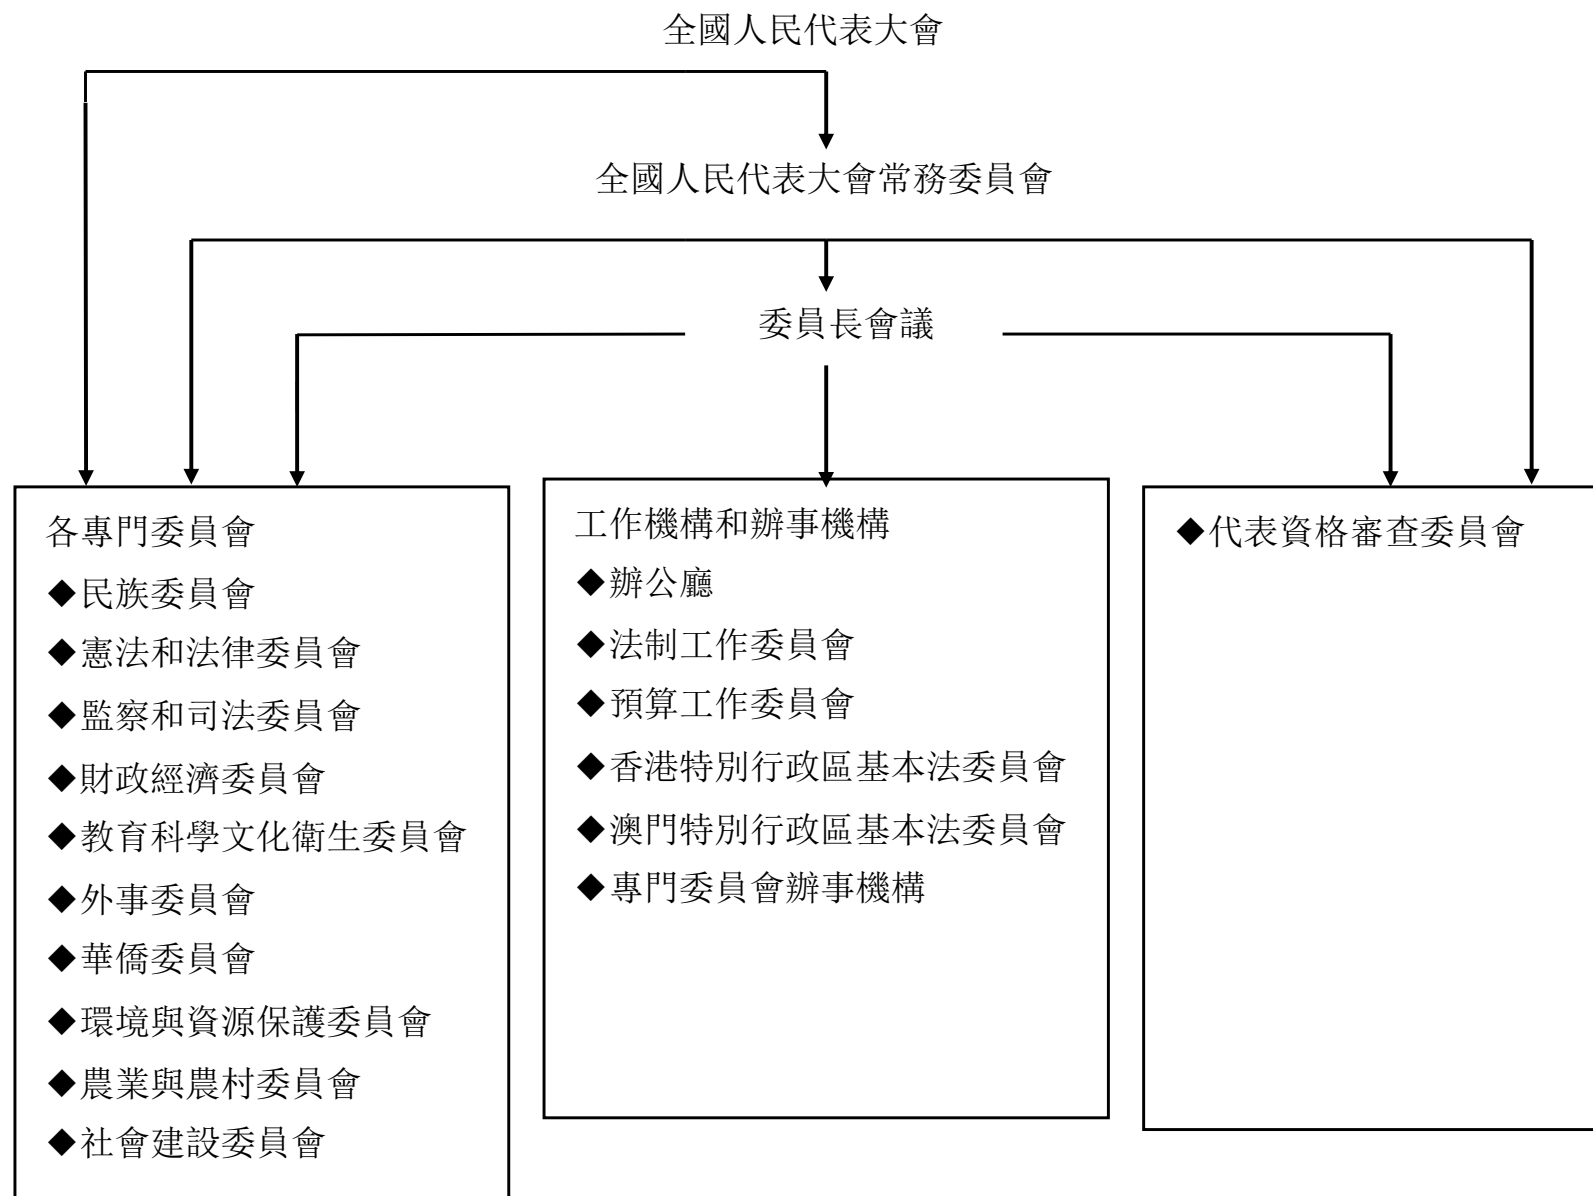 全國人民代表大會
全國人民代表大會常務委員會
委員長會議
各專門委員會
◆民族委員會
◆憲法和法律委員會
◆監察和司法委員會
◆財政經濟委員會
◆教育科學文化衛生委員會
◆外事委員會
◆華僑委員會
◆環境與資源保護委員會
◆農業與農村委員會
◆社會建設委員會
工作機構和辦事機構
◆辦公廳
◆法制工作委員會
◆預算工作委員會
◆香港特別行政區基本法委員會
◆澳門特別行政區基本法委員會
◆專門委員會辦事機構
◆代表資格審查委員會